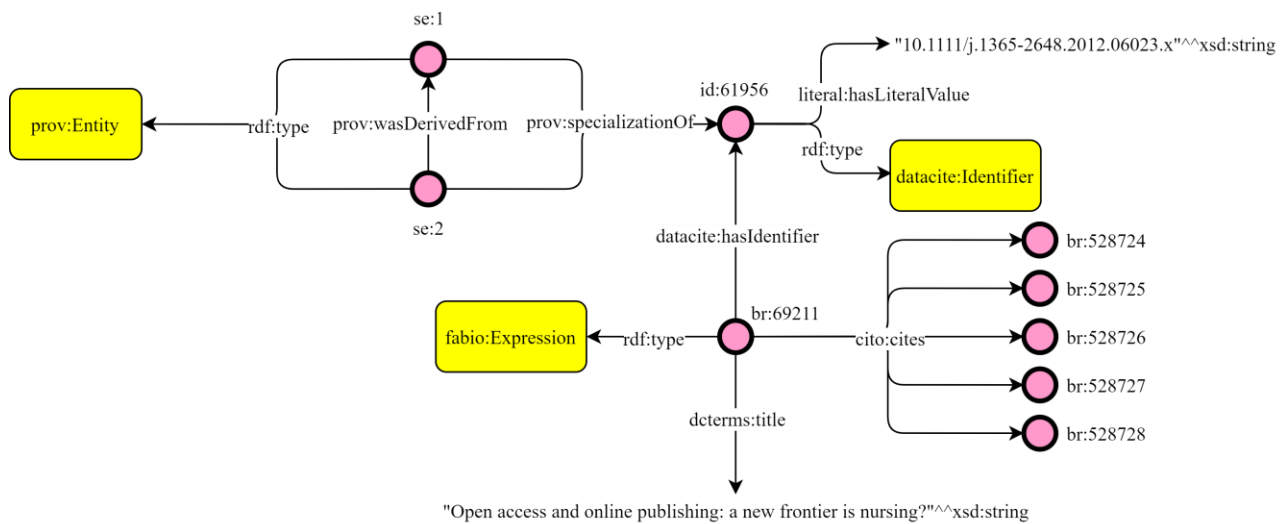 se:1
"10.1111/j.1365-2648.2012.06023.x"^^xsd:string
id:61956
literal:hasLiteralValue
prov:Entity
rdf:type
prov:wasDerivedFrom
prov:specializationOf
rdf:type
datacite:Identifier
se:2
datacite:hasIdentifier
br:528724
br:528725
br:69211
fabio:Expression
rdf:type
cito:cites
br:528726
br:528727
dcterms:title
br:528728
"Open access and online publishing: a new frontier is nursing?"^^xsd:string